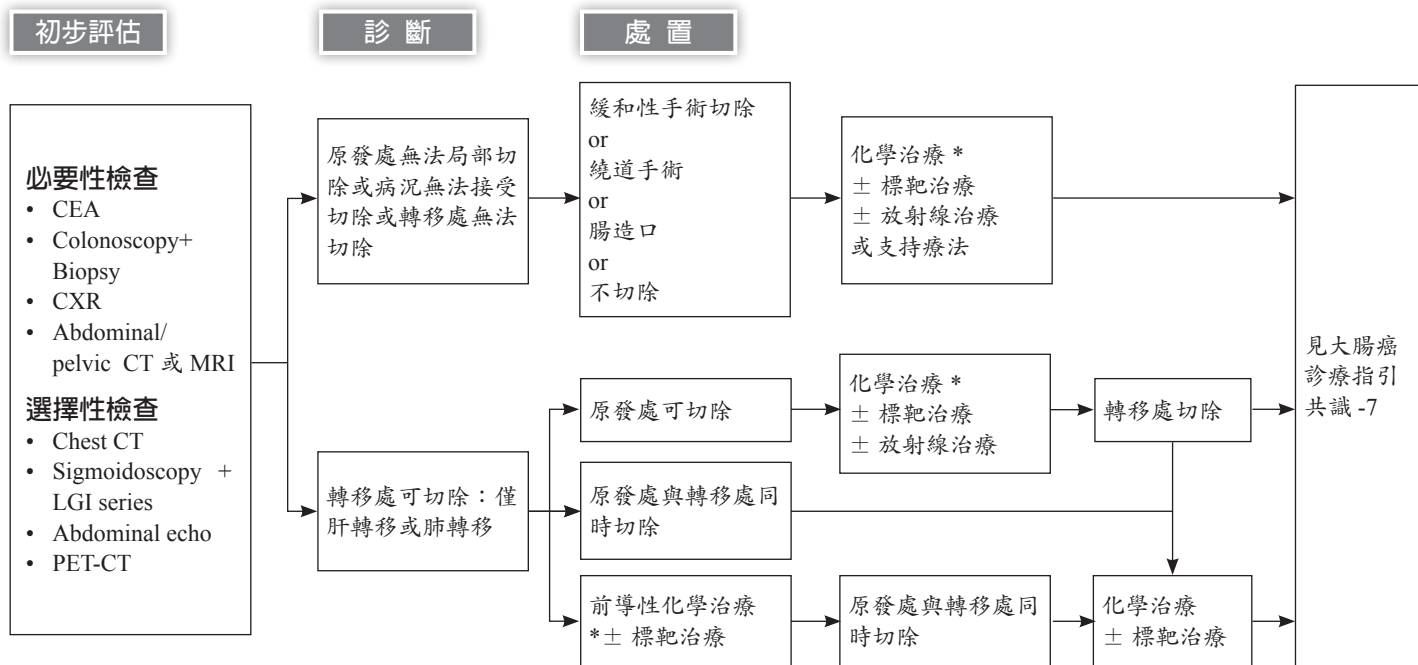 初步評估
診 斷
處 置
必要性檢查
• CEA
• Colonoscopy+
Biopsy
• CXR
• Abdominal/
pelvic CT 或 MRI
選擇性檢查
• Chest CT
• Sigmoidoscopy +
LGI series
• Abdominal echo
• PET-CT
原發處無法局部切
除或病況無法接受
切除或轉移處無法
切除
緩和性手術切除
or
繞道手術
or
腸造口
or
不切除
化學治療 *
± 標靶治療
± 放射線治療
或支持療法
轉移處可切除：僅
肝轉移或肺轉移
原發處可切除
化學治療 *
± 標靶治療
± 放射線治療
轉移處切除
原發處與轉移處同
時切除
前導性化學治療
*± 標靶治療
原發處與轉移處同
時切除
化學治療
± 標靶治療
見大腸癌
診療指引
共識 -7